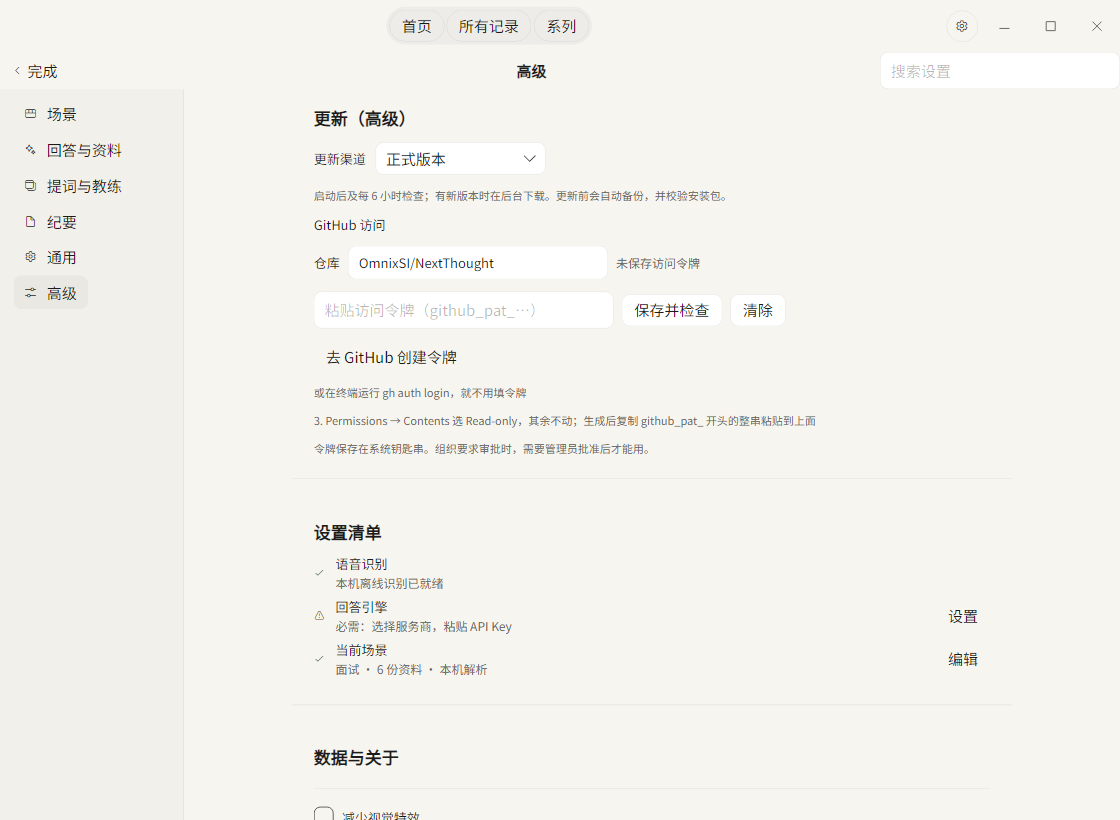 首页 所有记录 系列
完成
高级
搜索设置
场景
回答与资料
提词与教练
纪要
通用
高级
更新（高级）
更新渠道 正式版本
启动后及每 6 小时检查；有新版本时在后台下载。更新前会自动备份，并校验安装包。
GitHub 访问
仓库 OmnixSI/NextThought 未保存访问令牌
粘贴访问令牌（github_pat_…） 保存并检查 清除
去 GitHub 创建令牌
或在终端运行 gh auth login，就不用填令牌
3. Permissions → Contents 选 Read-only，其余不动；生成后复制 github_pat_ 开头的整串粘贴到上面
令牌保存在系统钥匙串。组织要求审批时，需要管理员批准后才能用。
设置清单
语音识别
本机离线识别已就绪
回答引擎
必需：选择服务商，粘贴 API Key
设置
当前场景
面试 · 6 份资料 · 本机解析
编辑
数据与关于
减少视觉特效